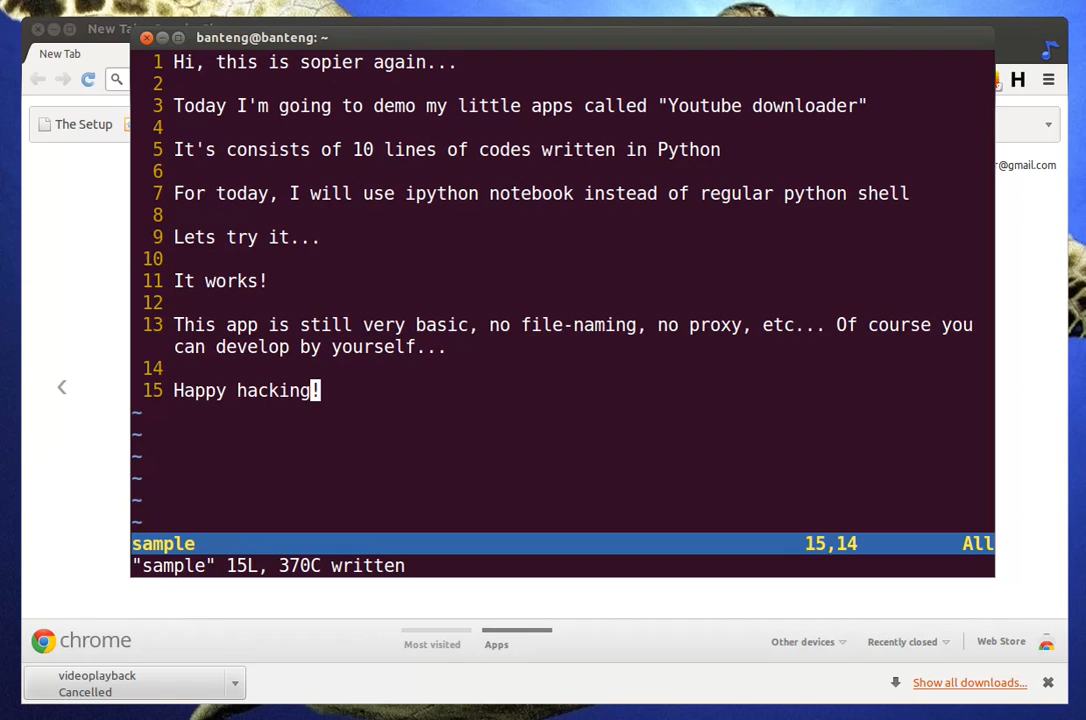 New Tab
banteng@banteng: ~
New Tab
H
The Setup
r@gmail.com
1 Hi, this is sopier again...
2
3 Today I'm going to demo my little apps called "Youtube downloader"
4
5 It's consists of 10 lines of codes written in Python
6
7 For today, I will use ipython notebook instead of regular python shell
8
9 Lets try it...
10
11 It works!
12
13 This app is still very basic, no file-naming, no proxy, etc... Of course you
can develop by yourself...
14
15 Happy hacking!
~
~
~
~
~
~
sample 15,14 All
"sample" 15L, 370C written
chrome Most visited Apps Other devices Recently closed Web Store
videoplayback
Cancelled
Show all downloads...